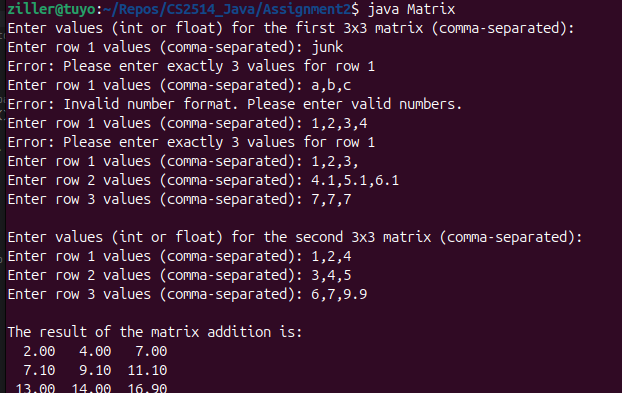 ziller@tuyo:~/Repos/CS2514_Java/Assignment2$ java Matrix
Enter values (int or float) for the first 3x3 matrix (comma-separated):
Enter row 1 values (comma-separated): junk
Error: Please enter exactly 3 values for row 1
Enter row 1 values (comma-separated): a,b,c
Error: Invalid number format. Please enter valid numbers.
Enter row 1 values (comma-separated): 1,2,3,4
Error: Please enter exactly 3 values for row 1
Enter row 1 values (comma-separated): 1,2,3,
Enter row 2 values (comma-separated): 4.1,5.1,6.1
Enter row 3 values (comma-separated): 7,7,7
Enter values (int or float) for the second 3x3 matrix (comma-separated):
Enter row 1 values (comma-separated): 1,2,4
Enter row 2 values (comma-separated): 3,4,5
Enter row 3 values (comma-separated): 6,7,9.9
The result of the matrix addition is:
2.00 4.00 7.00
7.10 9.10 11.10
13.00 14.00 16.90